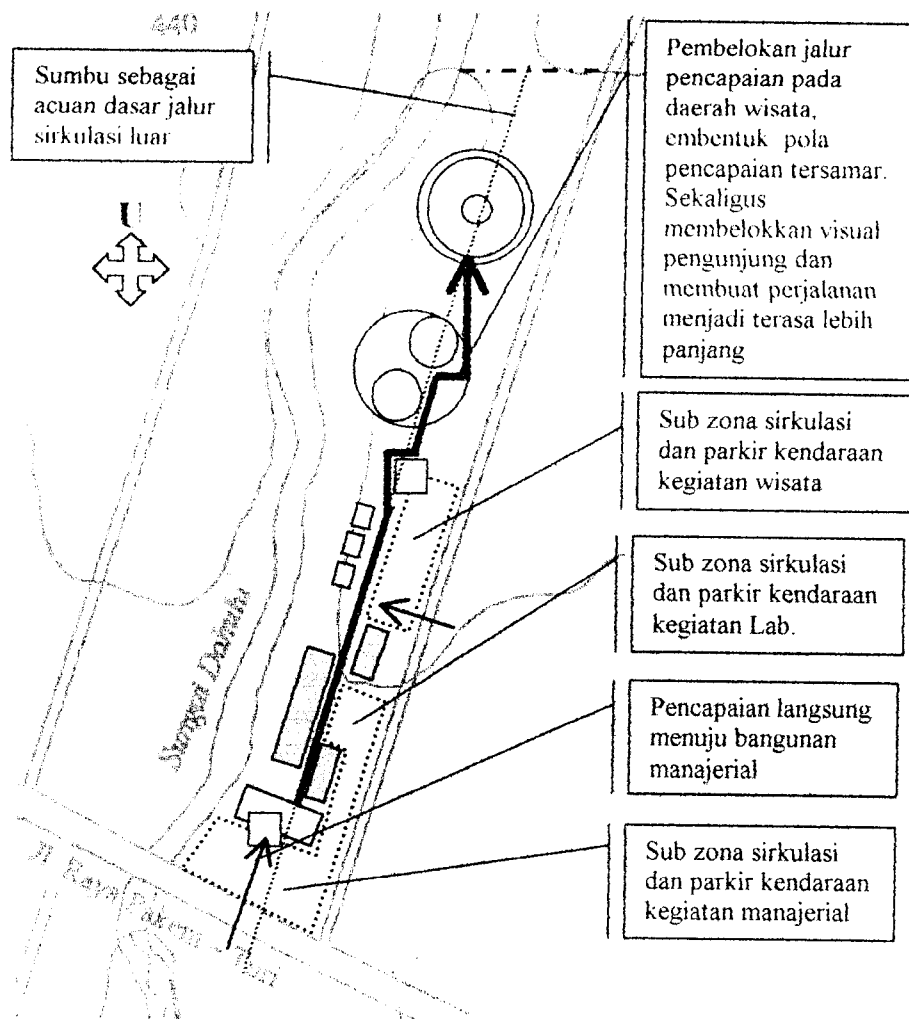 440
Sumbu sebagai
acuan dasar jalur
sirkulasi luar
U
Pembelokan jalur
pencapaian pada
daerah wisata,
embentuk pola
pencapaian tersamar.
Sekaligus
membelokkan visual
pengunjung dan
membuat perjalanan
menjadi terasa lebih
panjang
Sub zona sirkulasi
dan parkir kendaraan
kegiatan wisata
Sub zona sirkulasi
dan parkir kendaraan
kegiatan Lab.
Pencapaian langsung
menuju bangunan
manajerial
Sub zona sirkulasi
dan parkir kendaraan
kegiatan manajerial
Sungai
Jl Raya Pakem - Turi